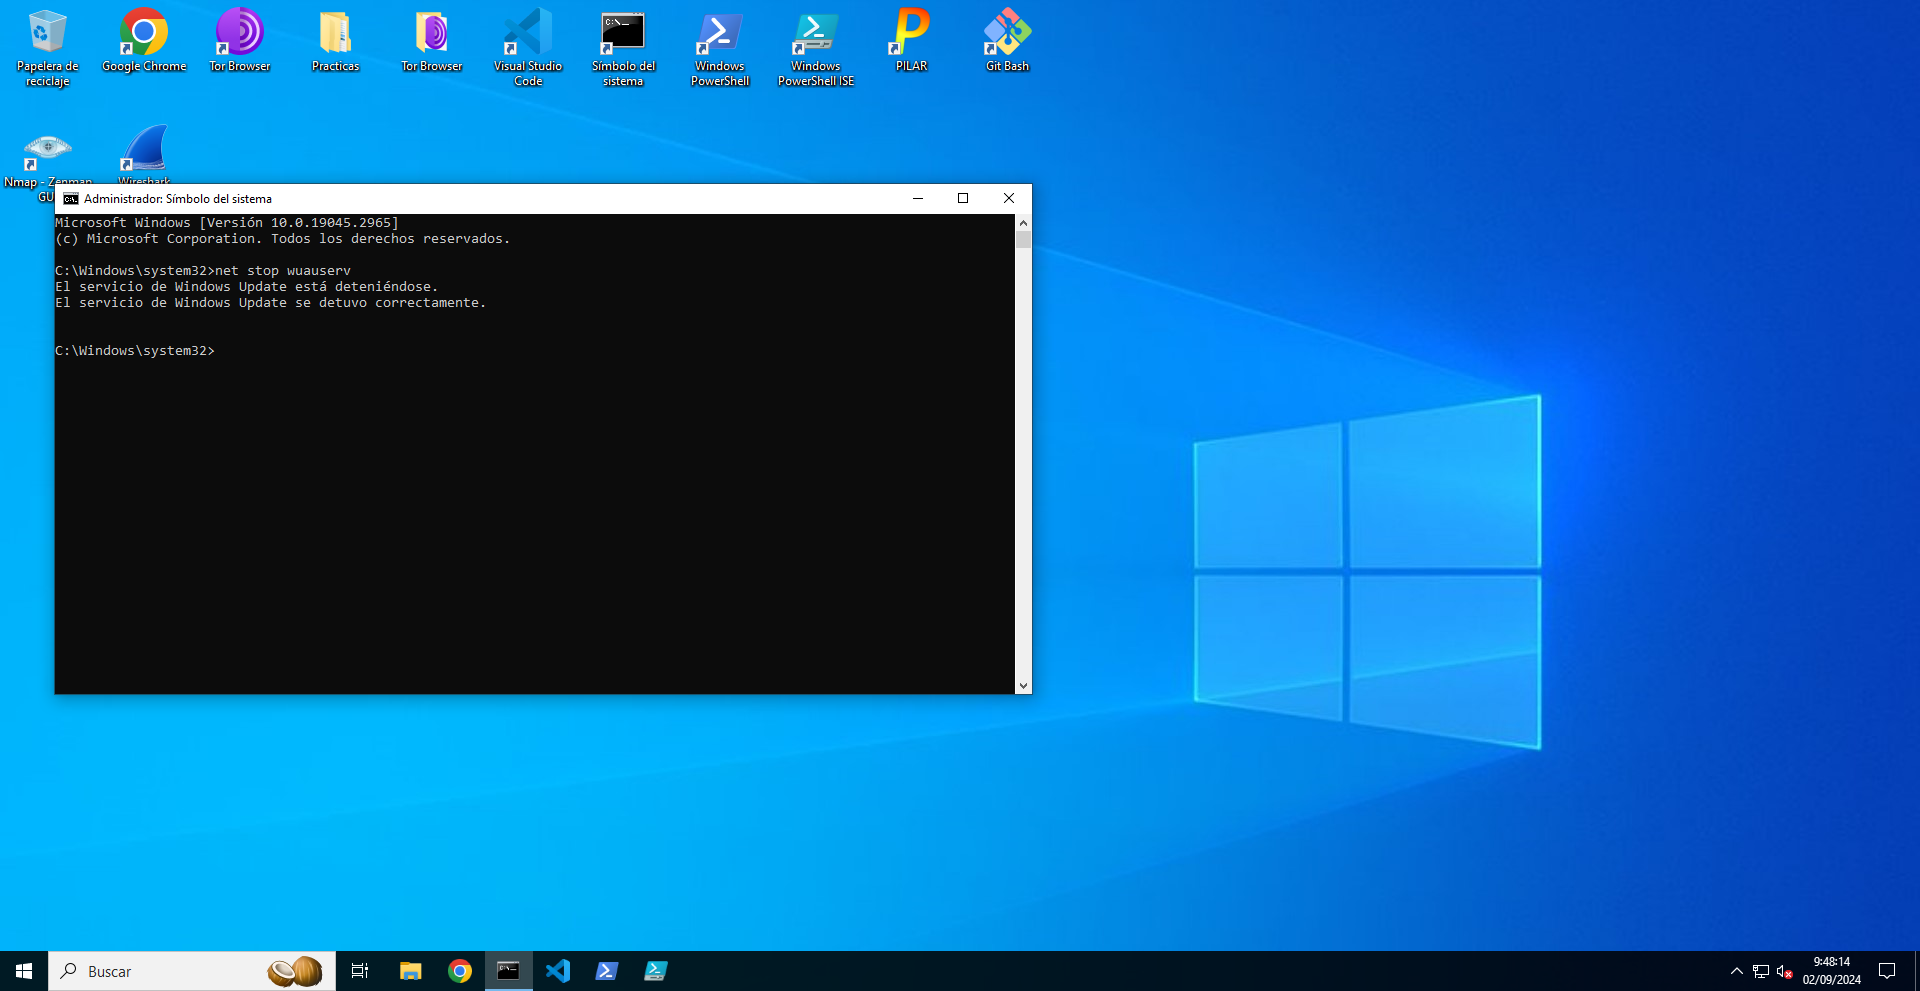 Papelera de
reciclaje
Google Chrome
Tor Browser
Practicas
Tor Browser
Visual Studio
Code
Símbolo del
sistema
Windows
PowerShell
Windows
PowerShell ISE
PILAR
Git Bash
Nmap - Zenmap
GU
Wireshark
Administrador: Símbolo del sistema
Microsoft Windows [Versión 10.0.19045.2965]
(c) Microsoft Corporation. Todos los derechos reservados.
C:\Windows\system32>net stop wuauserv
El servicio de Windows Update está deteniéndose.
El servicio de Windows Update se detuvo correctamente.
C:\Windows\system32>
Buscar
9:48:14
02/09/2024